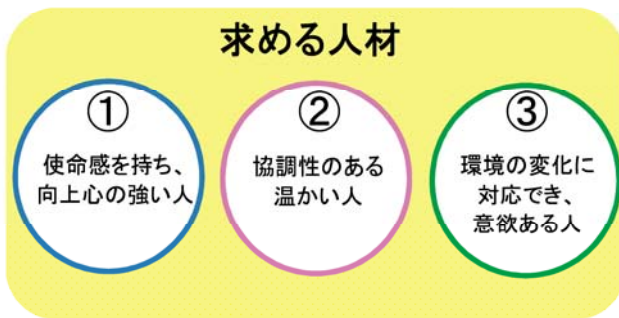 求める人材
①
使命感を持ち、
向上心の強い人
②
協調性のある
温かい人
③
環境の変化に
対応でき、
意欲ある人